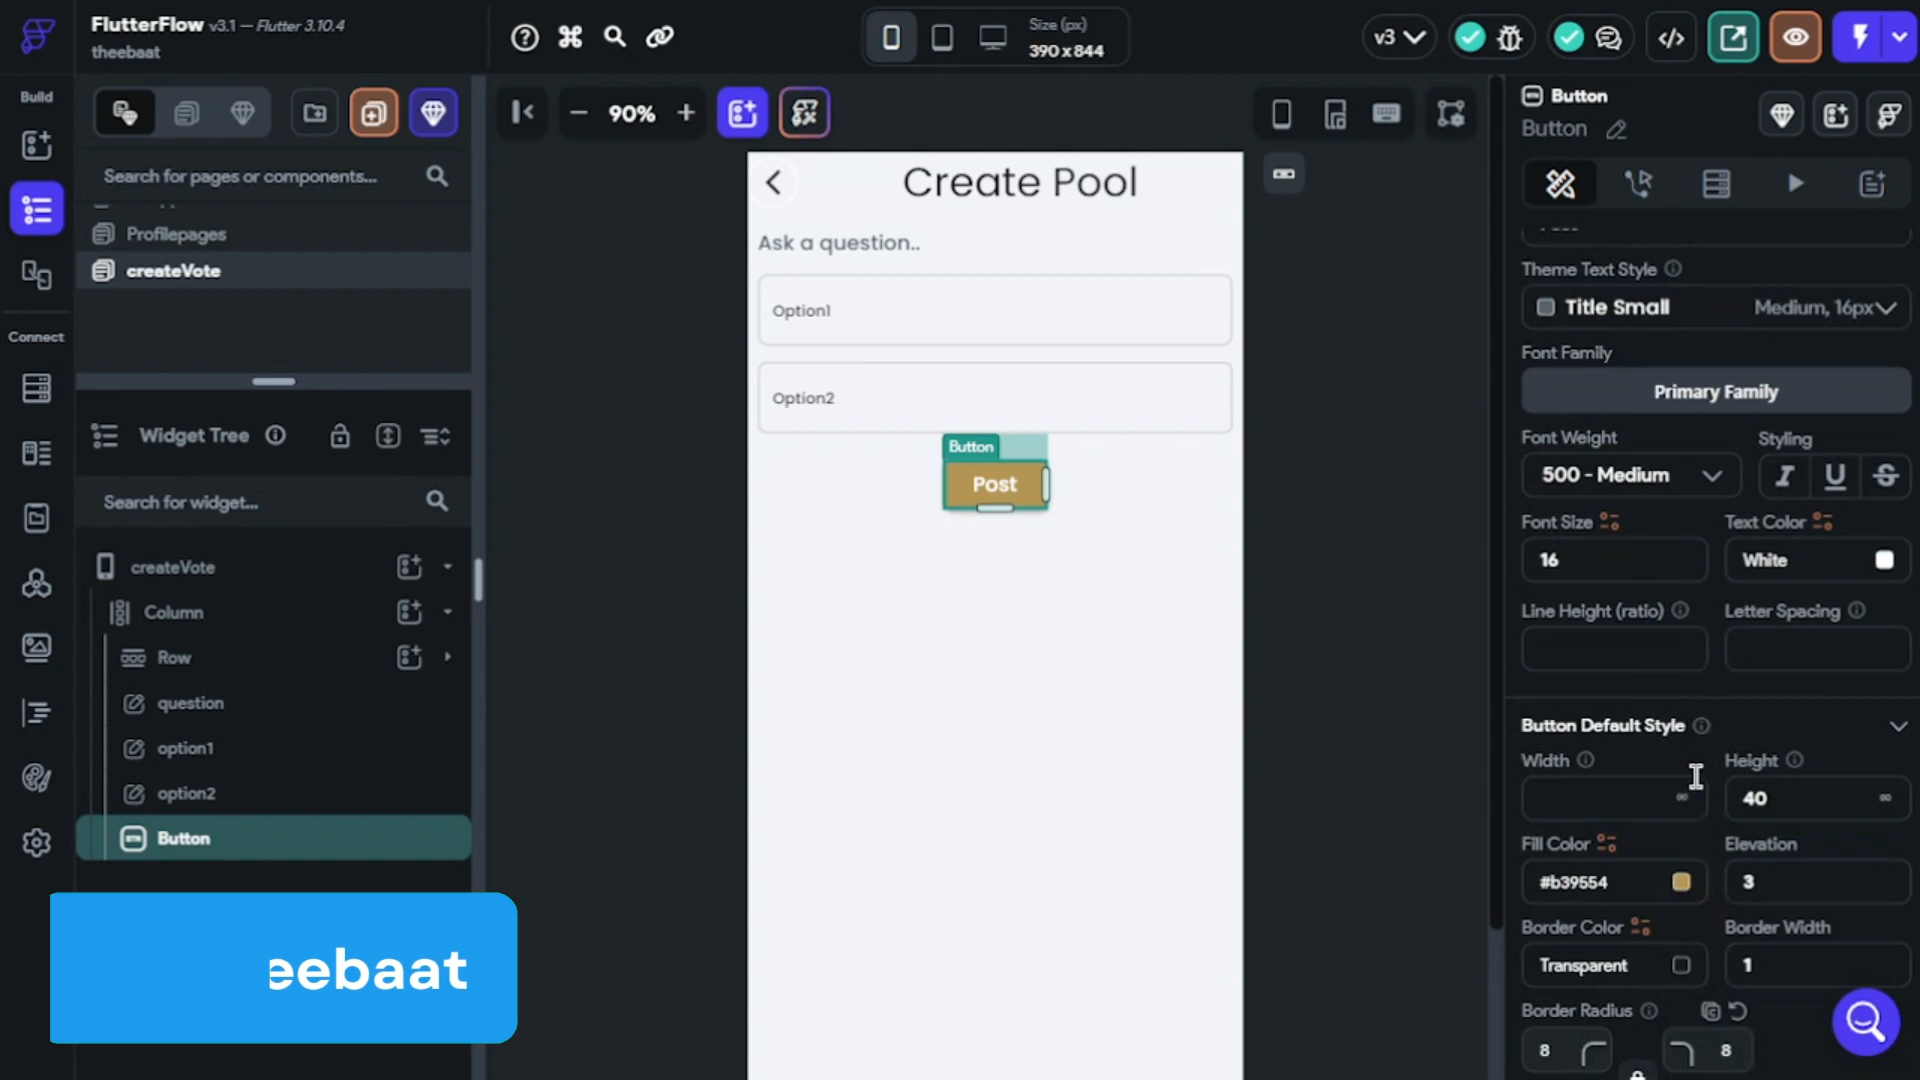 FlutterFlow v3.1 — Flutter 3.10.4
theebaat
Size (px)
390 x 844
v3
Build
90%
Button
Button
Search for pages or components...
Profilepages
createVote
Connect
Create Pool
Ask a question..
Option1
Option2
Button
Post
Widget Tree
Search for widget...
createVote
Column
Row
question
option1
option2
Button
eebaat
Theme Text Style
Title Small
Medium, 16px
Font Family
Primary Family
Font Weight
Styling
500 - Medium
Font Size
Text Color
16
White
Line Height (ratio)
Letter Spacing
Button Default Style
Width
Height
∞
40
∞
Fill Color
Elevation
#b39554
3
Border Color
Border Width
Transparent
1
Border Radius
8
8